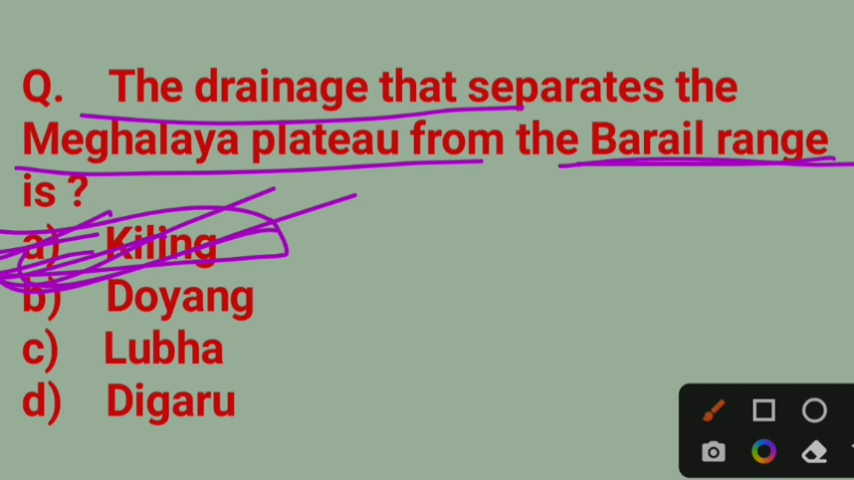 Q. The drainage that separates the
Meghalaya plateau from the Barail range
is ?
a) Kiling
b) Doyang
c) Lubha
d) Digaru